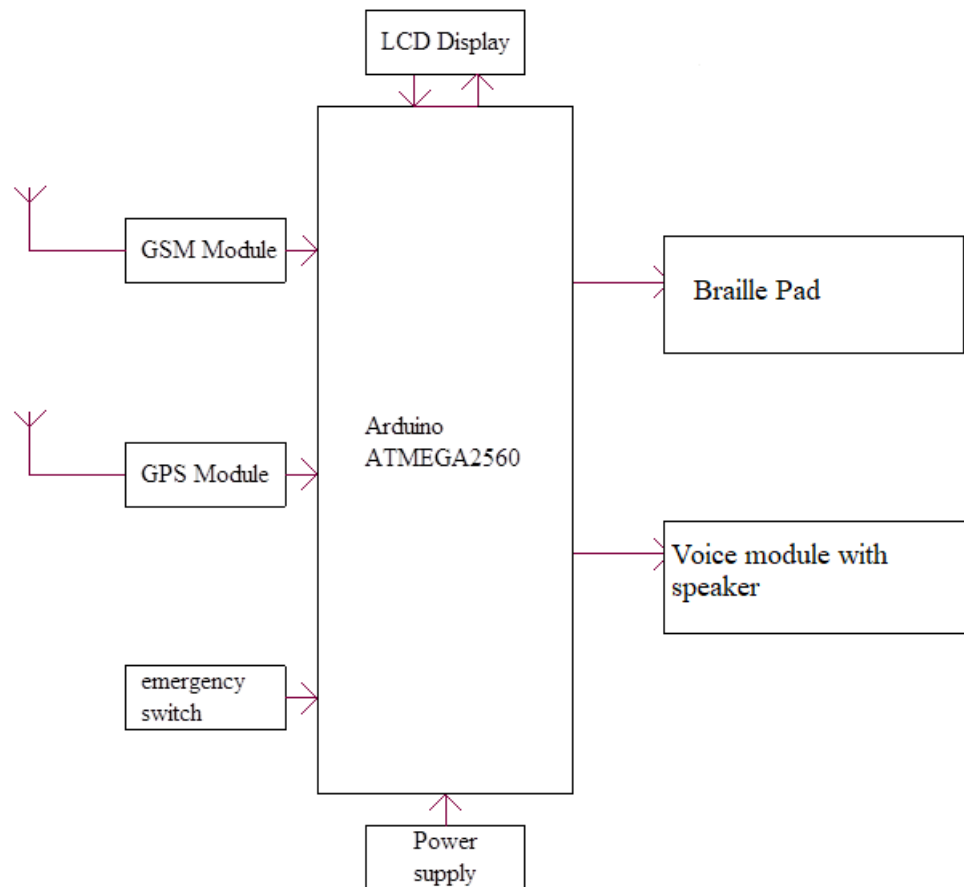 LCD Display
GSM Module
Braille Pad
Arduino
ATMEGA2560
GPS Module
Voice module with
speaker
emergency
switch
Power
supply